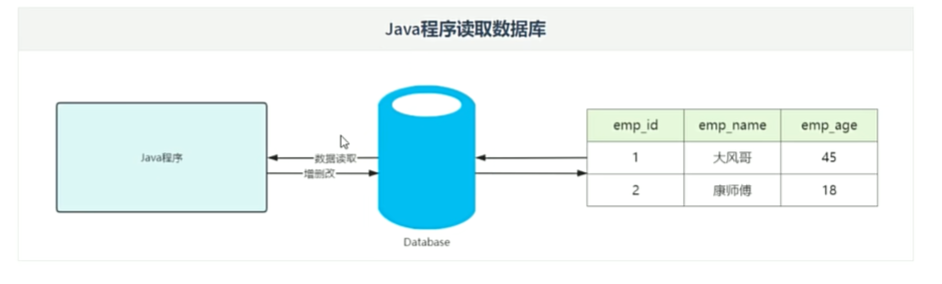 Java程序读取数据库
Java程序
数据读取
增删改
Database
emp_id emp_name emp_age
1 大风哥 45
2 康师傅 18